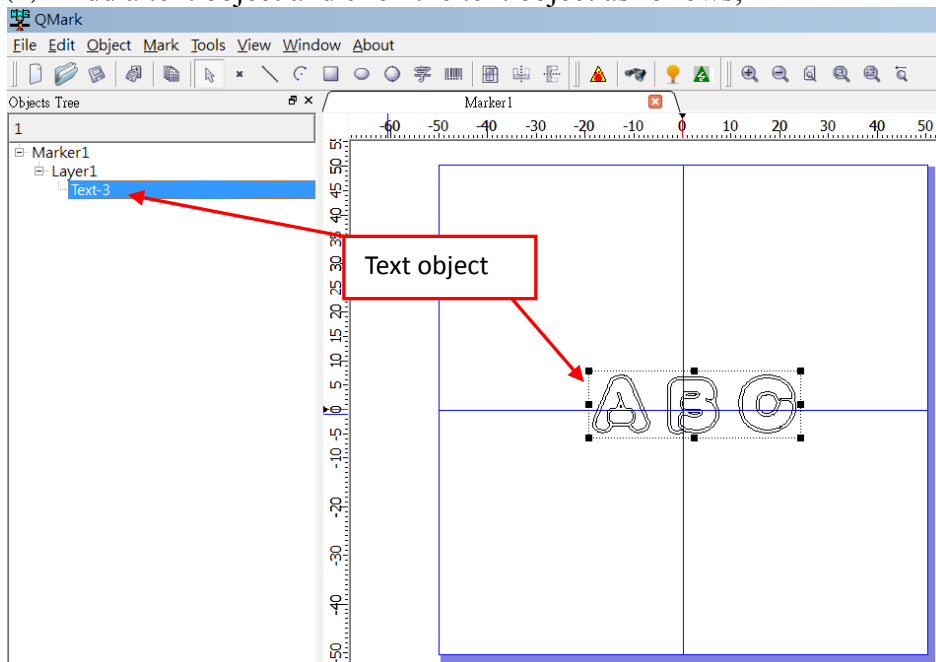 QMark
File Edit Object Mark Tools View Window About
字
Objects Tree
Marker1
-60 -50 -40 -30 -20 -10 0 10 20 30 40 50
1
Marker1
Layer1
Text-3
55
50
45
40
35
30
25
20
15
10
5
0
-5
-10
-20
-30
-40
-50
Text object
A B C